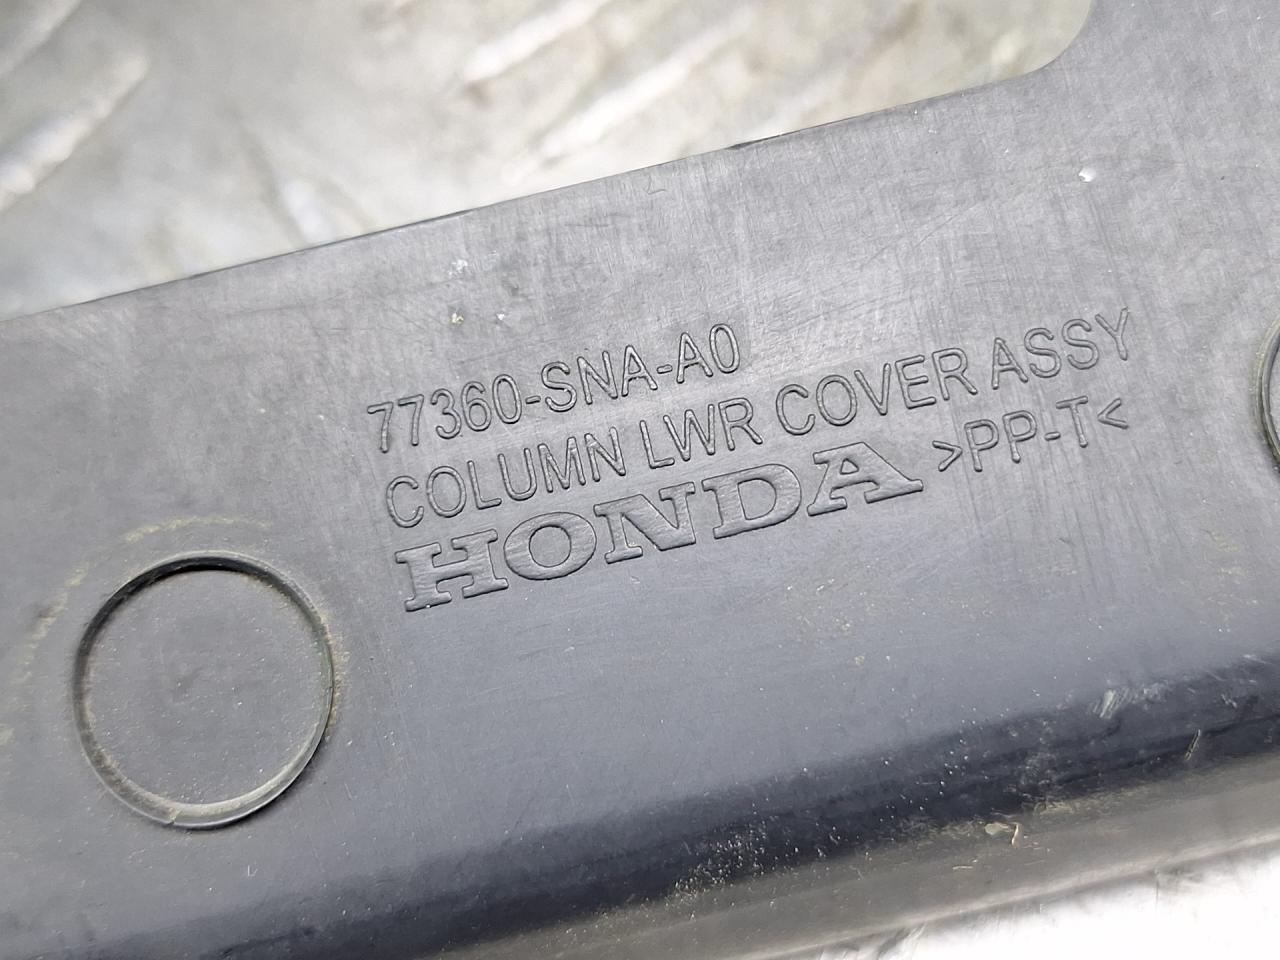 77360-SNA-A0
COLUMN LWR COVER ASSY
HONDA >PP-T<